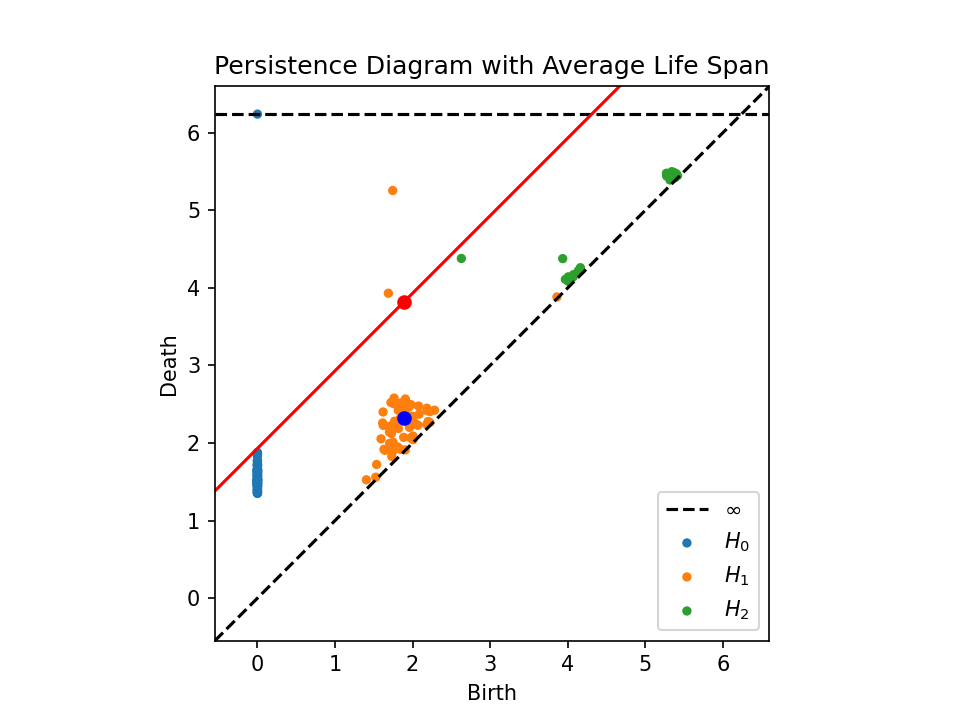 Persistence Diagram with Average Life Span
Death
6
5
4
3
2
1
0
0 1 2 3 4 5 6
Birth
∞
H₀
H₁
H₂